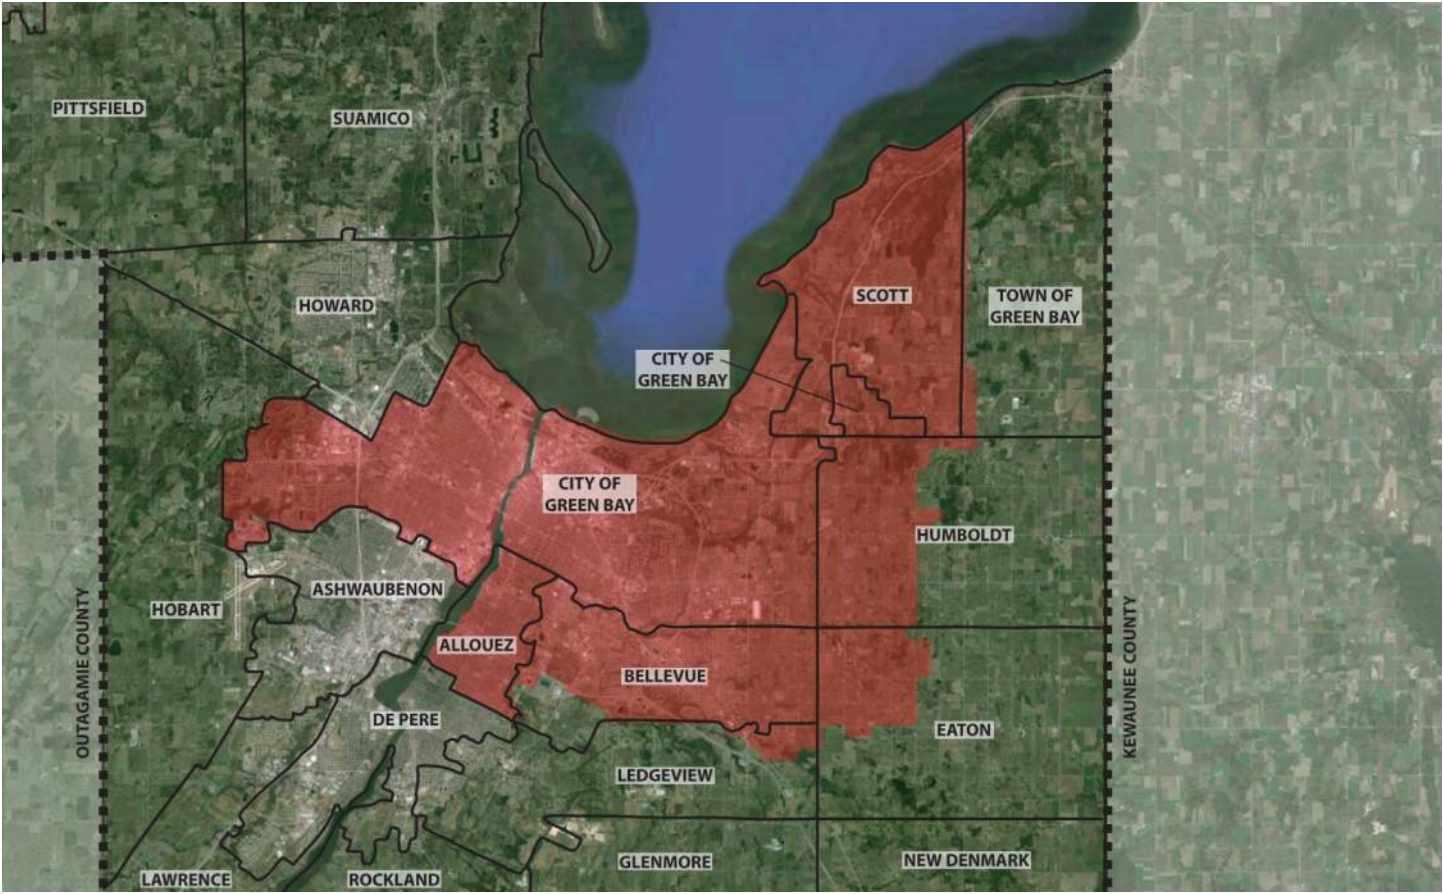 PITTSFIELD
SUAMICO
HOWARD
SCOTT
TOWN OF
GREEN BAY
CITY OF
GREEN BAY
CITY OF
GREEN BAY
HUMBOLDT
ASHWAUBENON
HOBART
ALLOUEZ
BELLEVUE
OUTAGAMIE COUNTY
KEWAUNEE COUNTY
DE PERE
EATON
LEDGEVIEW
GLENMORE
NEW DENMARK
LAWRENCE
ROCKLAND